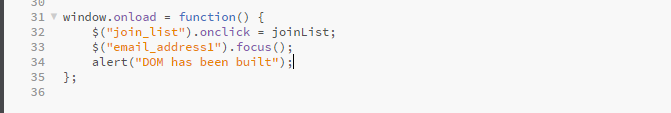 30
31 window.onload = function() {
32 $("join_list").onclick = joinList;
33 $("email_address1").focus();
34 alert("DOM has been built");
35 };
36